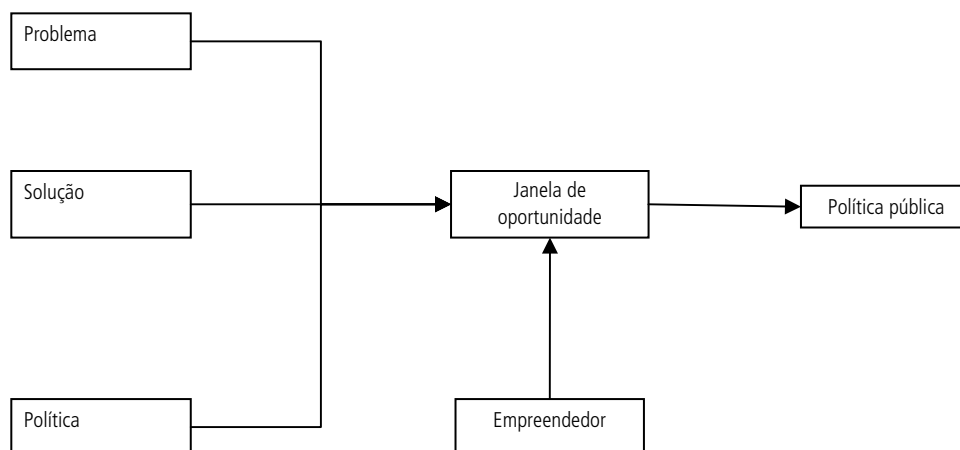 Problema
Solução
Janela de
oportunidade
Política pública
Política
Empreendedor